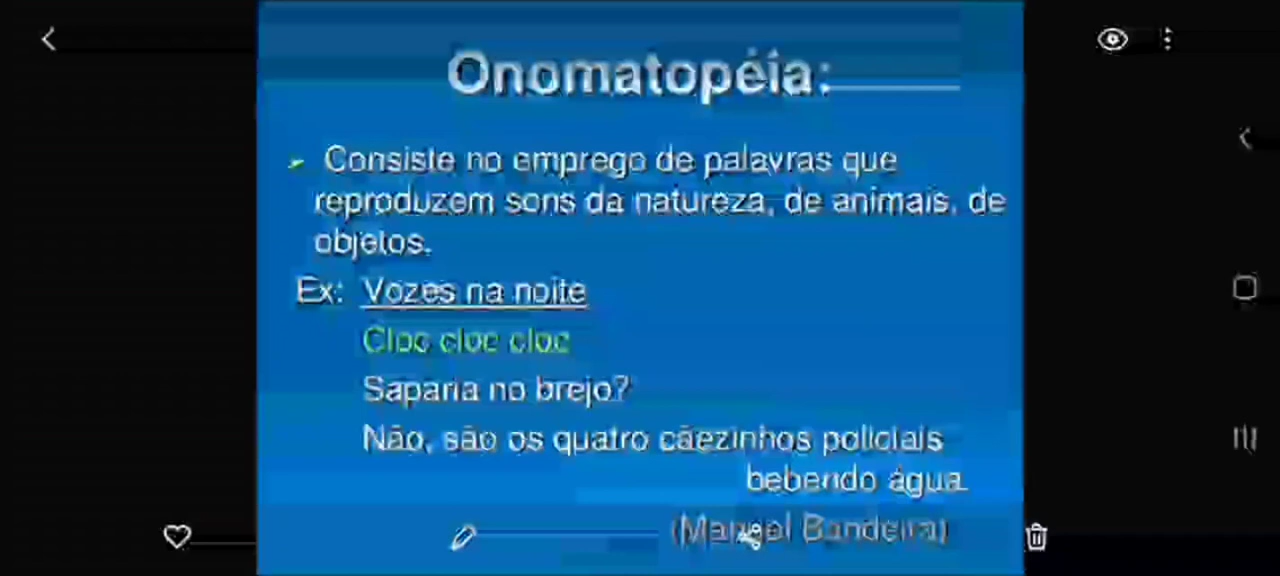 Onomatopéia:
Consiste no emprego de palavras que
reproduzem sons da natureza, de animais, de
objetos.
Ex: Vozes na noite
Cloc cloc cloc
Saparia no brejo?
Não, são os quatro cãezinhos policiais
bebendo água.
(Manuel Bandeira)